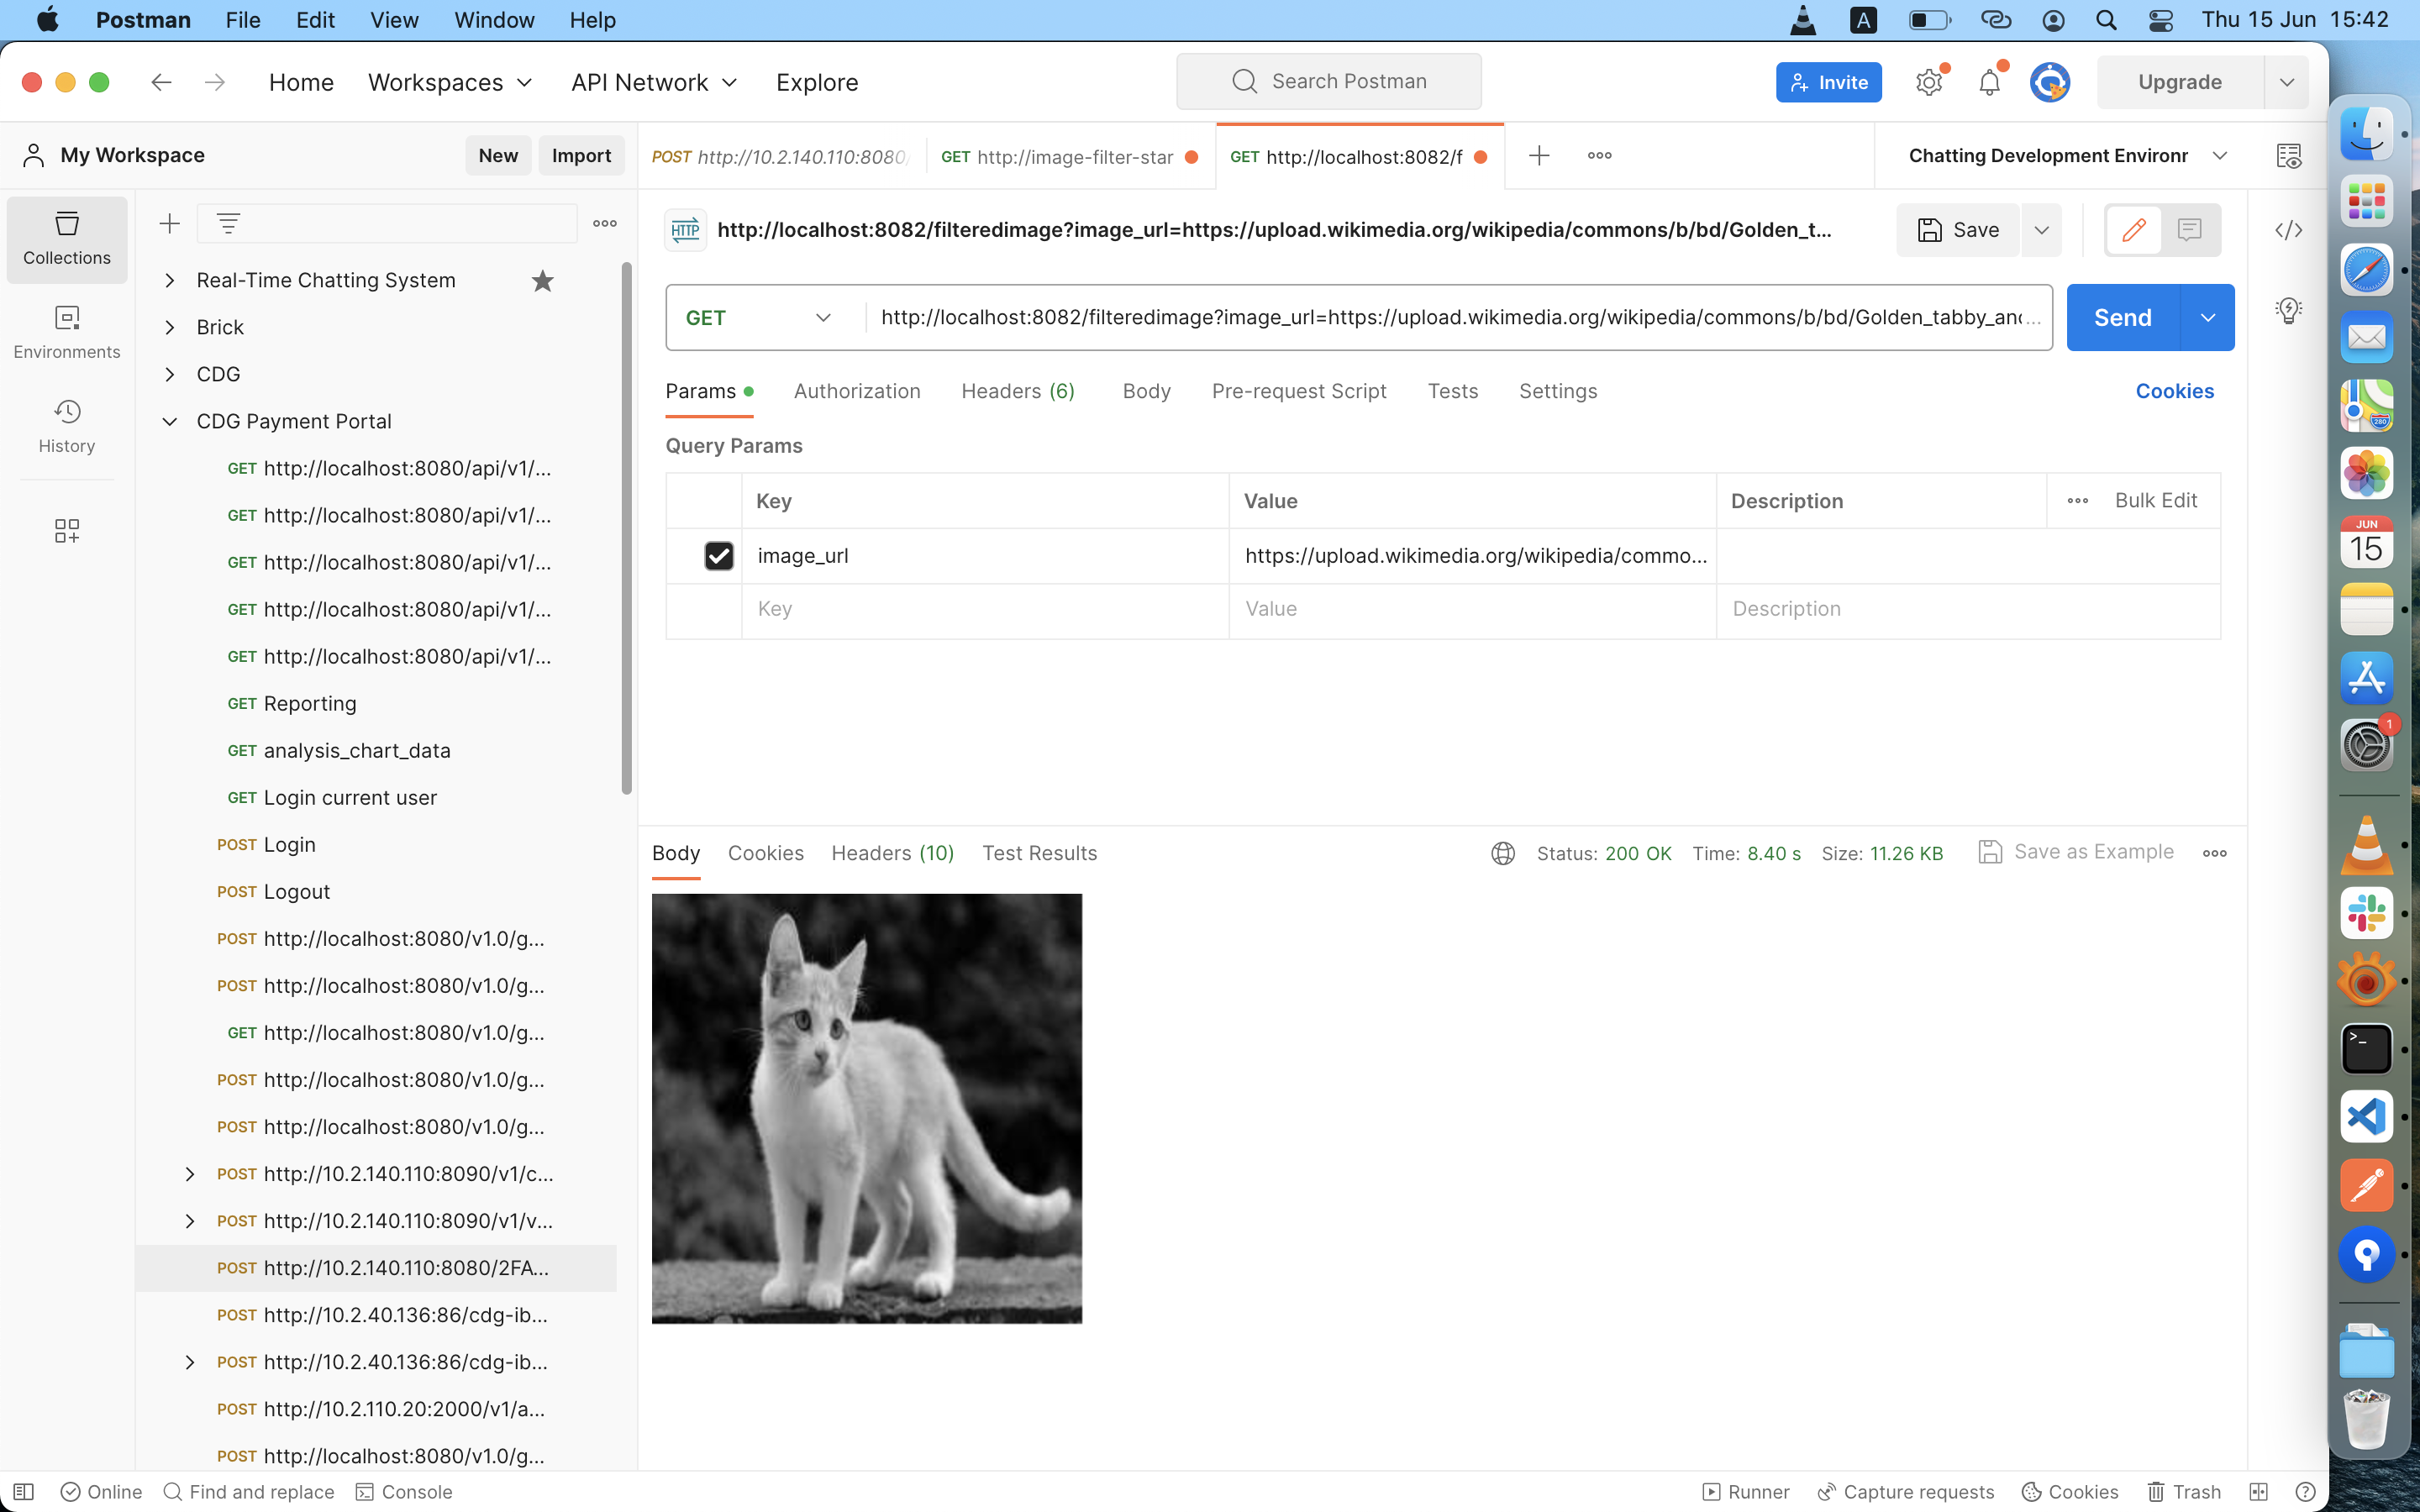 Postman File Edit View Window Help A Thu 15 Jun 15:42
Home Workspaces API Network Explore Search Postman Invite Upgrade
My Workspace New Import POST http://10.2.140.110:8080/ GET http://image-filter-star GET http://localhost:8082/f Chatting Development Environr
HTTP http://localhost:8082/filteredimage?image_url=https://upload.wikimedia.org/wikipedia/commons/b/bd/Golden_t... Save
Collections
Environments
History
Real-Time Chatting System
Brick
CDG
CDG Payment Portal
GET http://localhost:8080/api/v1/...
GET http://localhost:8080/api/v1/...
GET http://localhost:8080/api/v1/...
GET http://localhost:8080/api/v1/...
GET http://localhost:8080/api/v1/...
GET Reporting
GET analysis_chart_data
GET Login current user
POST Login
POST Logout
POST http://localhost:8080/v1.0/g...
POST http://localhost:8080/v1.0/g...
GET http://localhost:8080/v1.0/g...
POST http://localhost:8080/v1.0/g...
POST http://localhost:8080/v1.0/g...
POST http://10.2.140.110:8090/v1/c...
POST http://10.2.140.110:8090/v1/v...
POST http://10.2.140.110:8080/2FA...
POST http://10.2.40.136:86/cdg-ib...
POST http://10.2.40.136:86/cdg-ib...
POST http://10.2.110.20:2000/v1/a...
POST http://localhost:8080/v1.0/g...
GET http://localhost:8082/filteredimage?image_url=https://upload.wikimedia.org/wikipedia/commons/b/bd/Golden_tabby_and... Send
Params Authorization Headers (6) Body Pre-request Script Tests Settings Cookies
Query Params
Key Value Description Bulk Edit
image_url https://upload.wikimedia.org/wikipedia/commo...
Key Value Description
Body Cookies Headers (10) Test Results Status: 200 OK Time: 8.40 s Size: 11.26 KB Save as Example
280
JUN
15
1
>_
Online Find and replace Console Runner Capture requests Cookies Trash